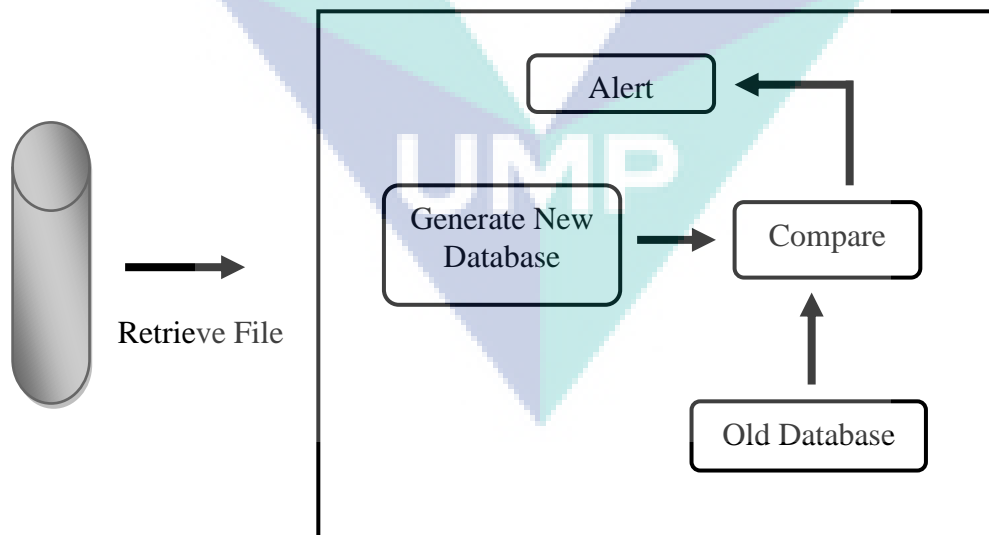 Alert
UMP
Generate New
Database
Compare
Retrieve File
Old Database